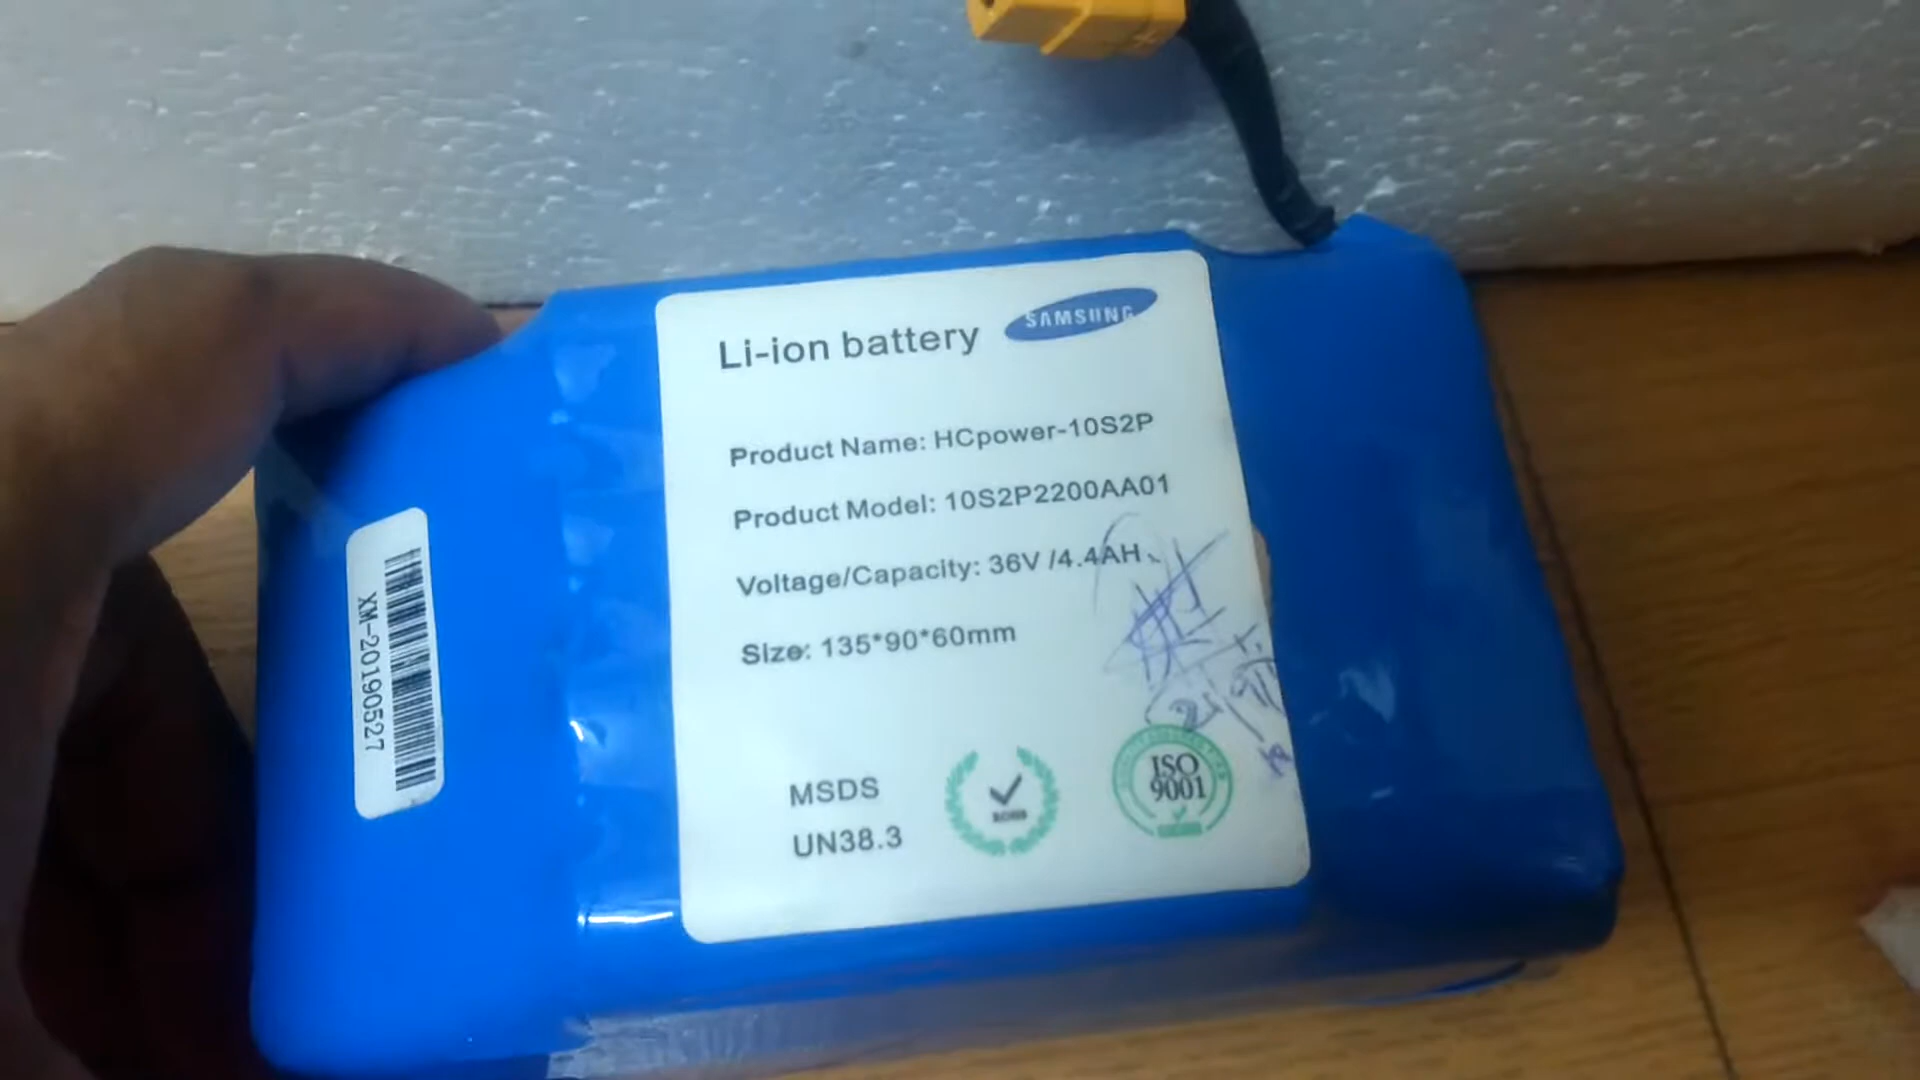 Li-ion battery SAMSUNG
Product Name: HCpower-10S2P
Product Model: 10S2P2200AA01
Voltage/Capacity: 36V /4.4AH
Size: 135*90*60mm
MSDS
UN38.3
ROHS
ISO
9001
XM-20190527